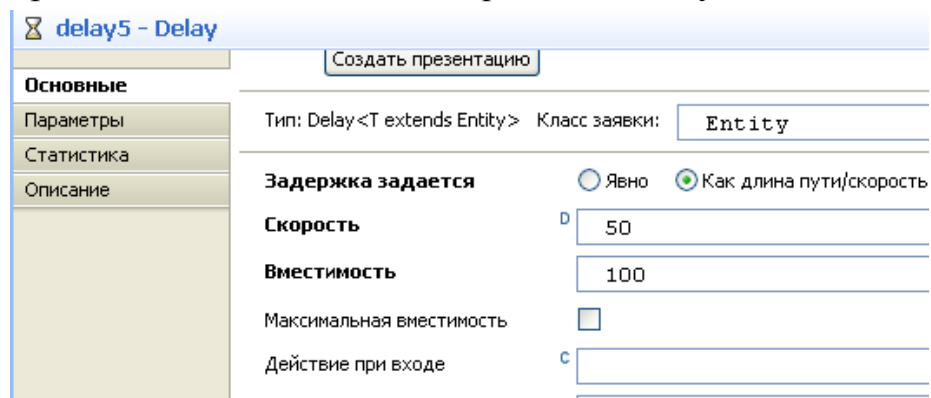 delay5 - Delay
Создать презентацию
Основные
Параметры
Статистика
Описание
Тип: Delay<T extends Entity> Класс заявки: Entity
Задержка задается Явно Как длина пути/скорость
Скорость D 50
Вместимость 100
Максимальная вместимость
Действие при входе C